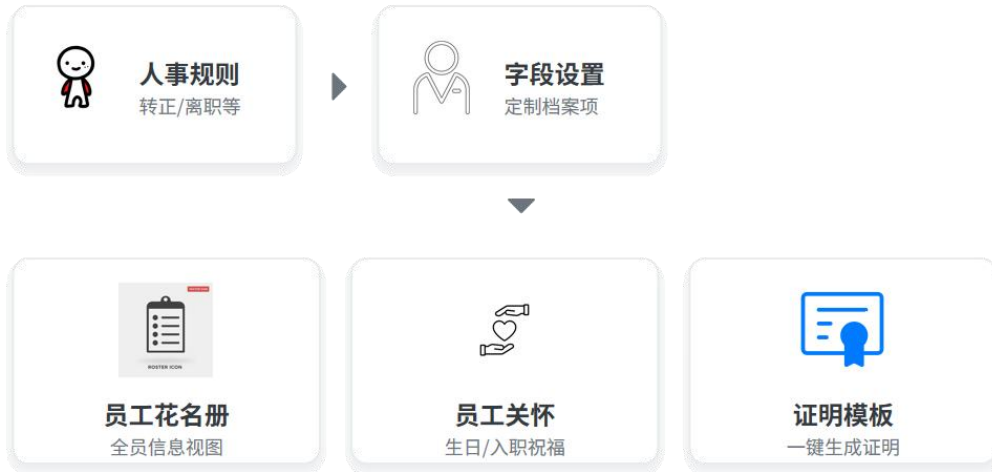 人事规则
转正/离职等
字段设置
定制档案项
ROSTER ICON
员工花名册
全员信息视图
员工关怀
生日/入职祝福
证明模板
一键生成证明